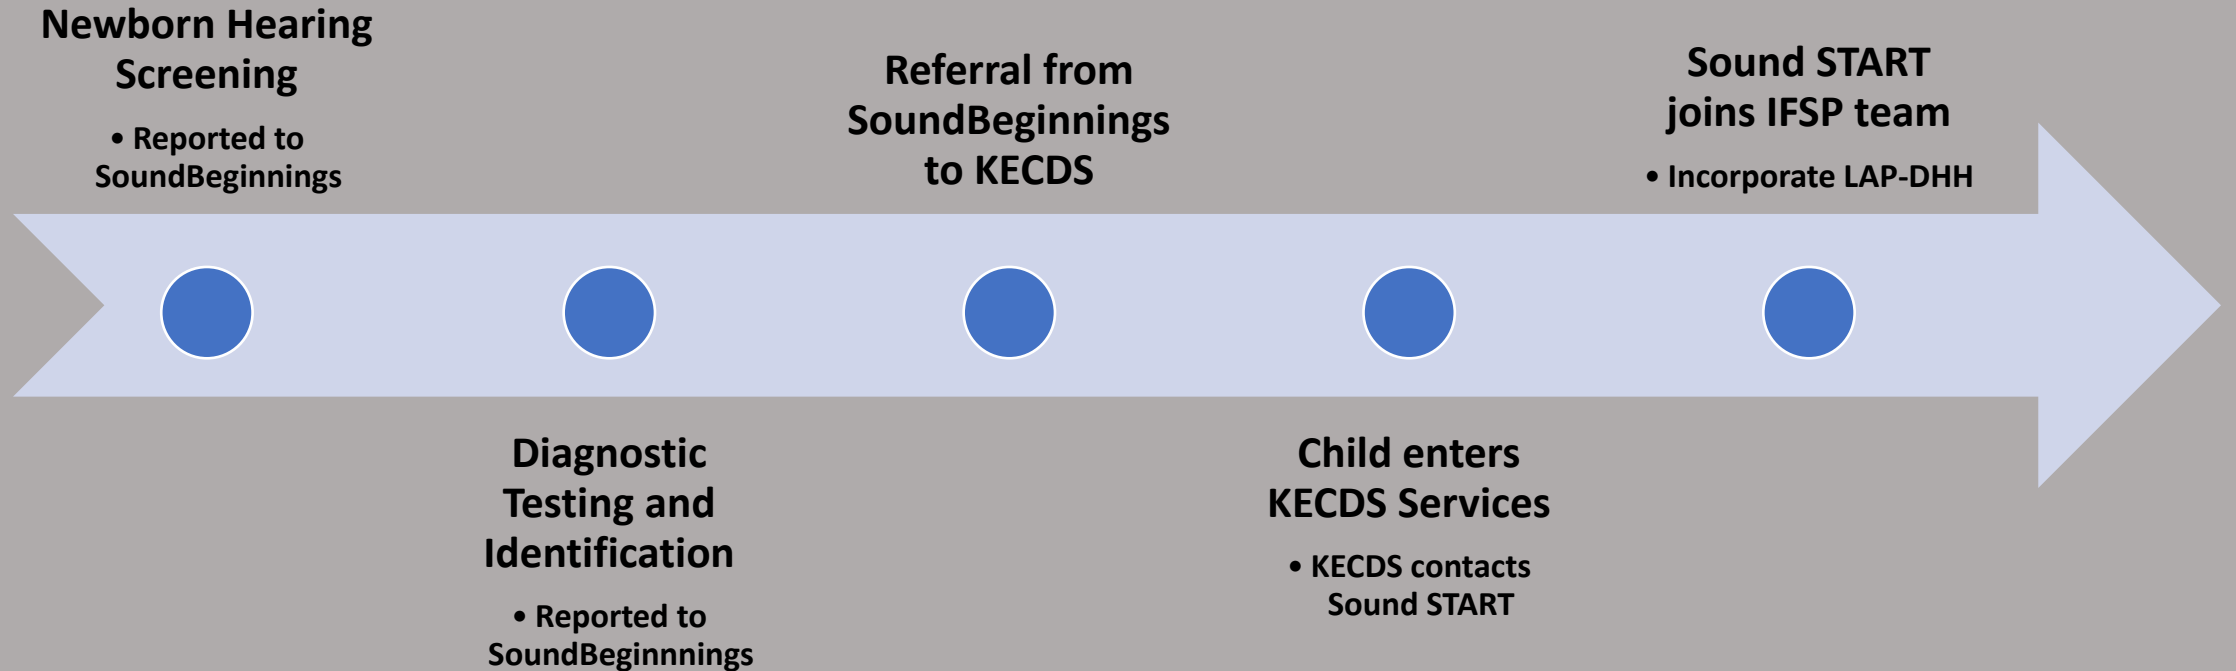 Newborn Hearing
Screening
• Reported to
SoundBeginnings
Diagnostic
Testing and
Identification
• Reported to
SoundBeginnnings
Referral from
SoundBeginnings
to KECDS
Child enters
KECDS Services
• KECDS contacts
Sound START
Sound START
joins IFSP team
• Incorporate LAP-DHH